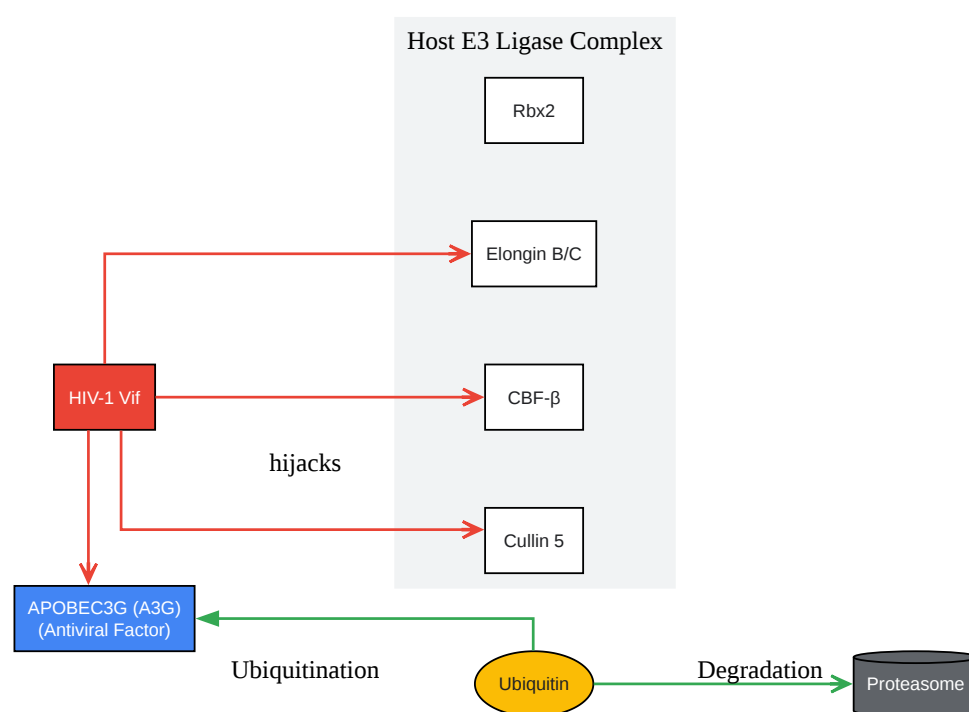 Host E3 Ligase Complex
Rbx2
Elongin B/C
HIV-1 Vif
CBF-β
hijacks
Cullin 5
APOBEC3G (A3G)
(Antiviral Factor)
Ubiquitination
Ubiquitin
Degradation
Proteasome